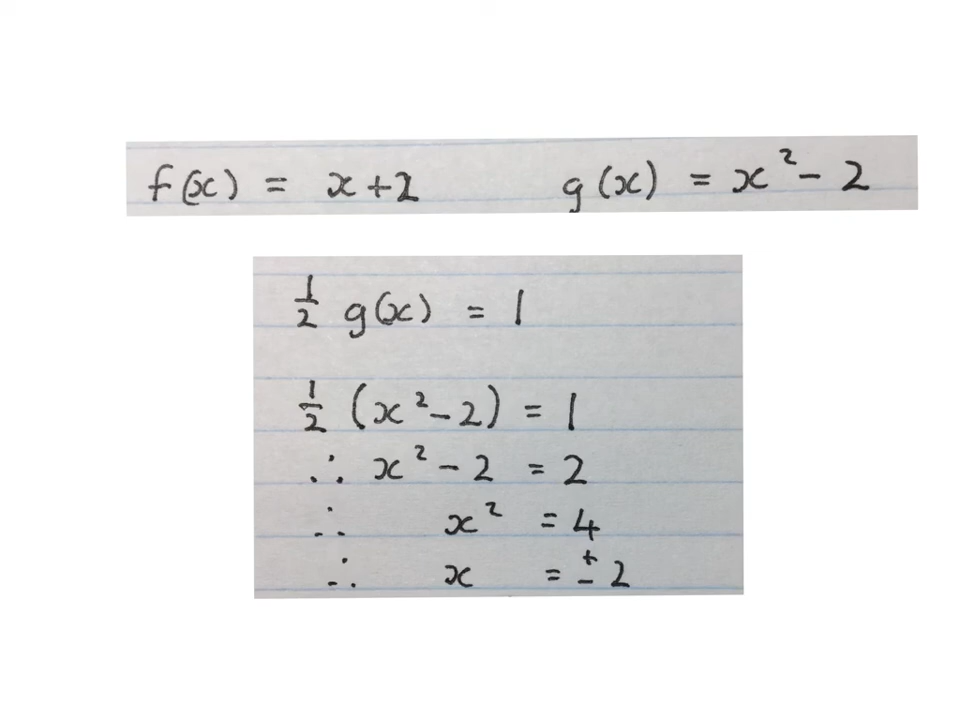 f(x) = x+2 g(x) = x² - 2
½ g(x) = 1
½ (x² - 2) = 1
∴ x² - 2 = 2
∴ x² = 4
∴ x = ± 2